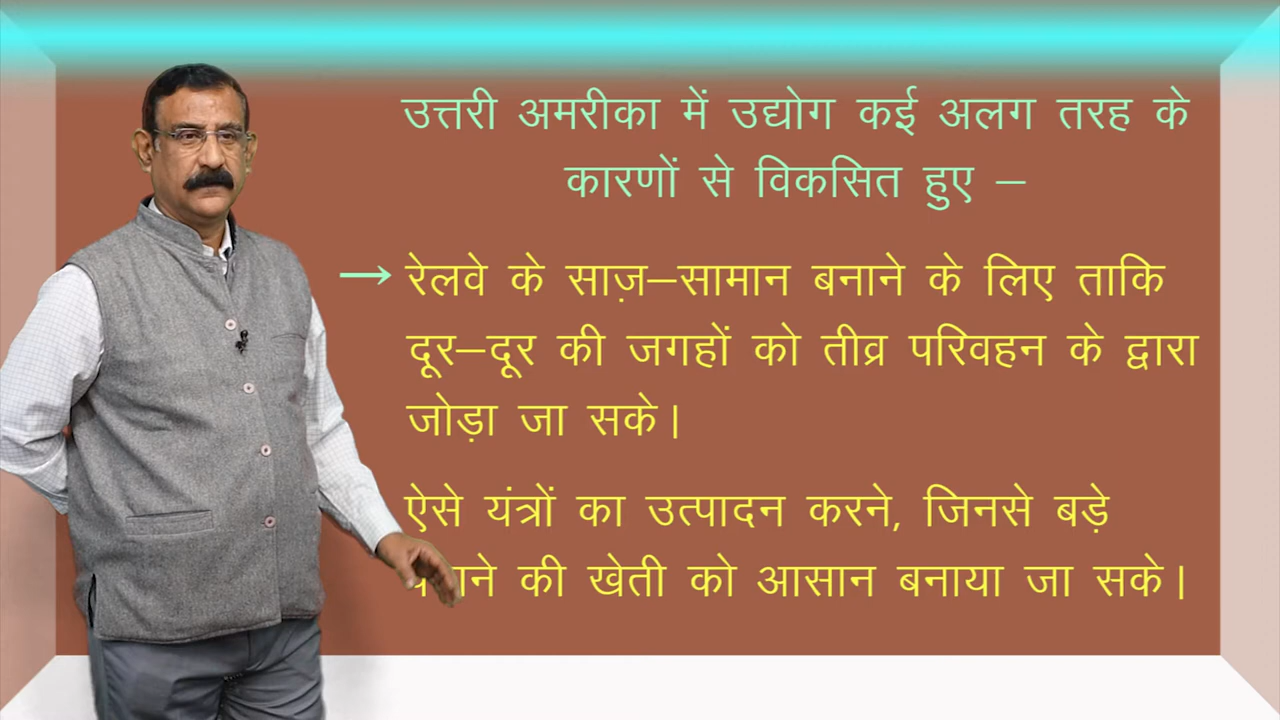 उत्तरी अमरीका में उद्योग कई अलग तरह के
कारणों से विकसित हुए –
→ रेलवे के साज़–सामान बनाने के लिए ताकि
दूर–दूर की जगहों को तीव्र परिवहन के द्वारा
जोड़ा जा सके।
ऐसे यंत्रों का उत्पादन करने, जिनसे बड़े
की खेती को आसान बनाया जा सके।